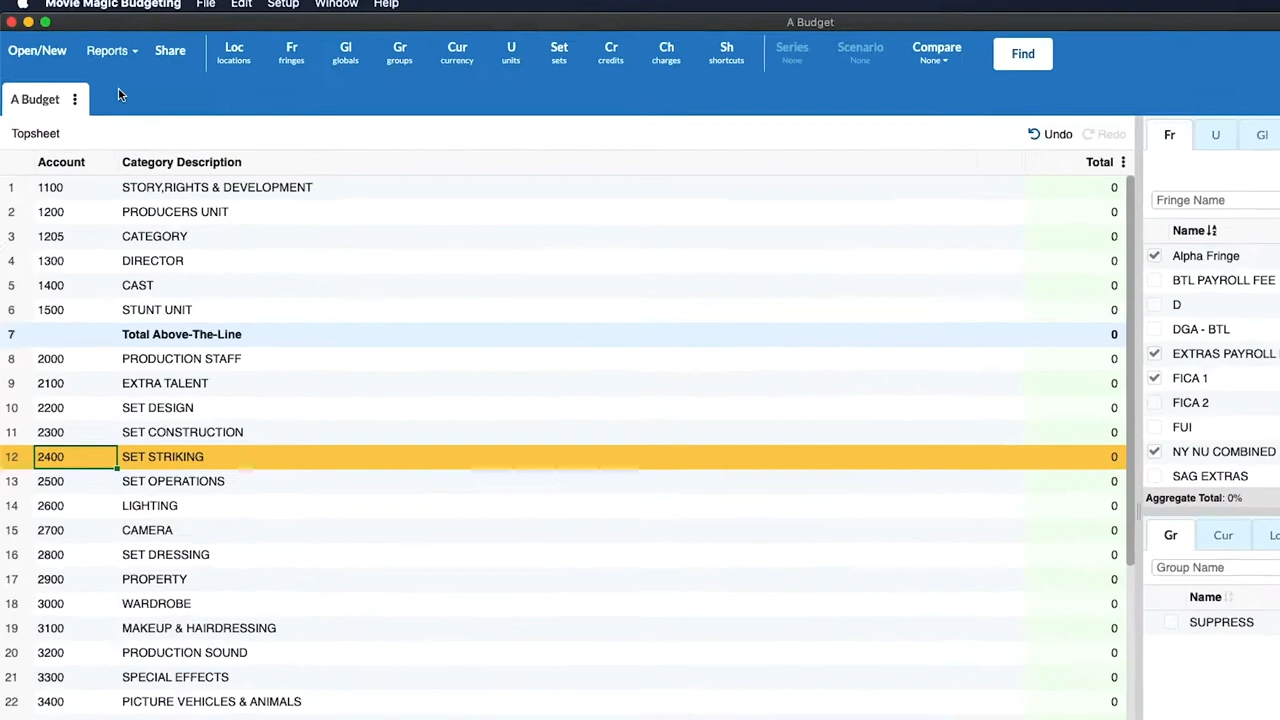 Movie Magic Budgeting File Edit Setup Window Help
A Budget
Open/New Reports Share Loc locations Fr fringes Gl globals Gr groups Cur currency U units Set sets Cr credits Ch charges Sh shortcuts Series None Scenario None Compare None Find
A Budget
Topsheet Undo Redo Fr U Gl
Account Category Description Total
Fringe Name
Name
1 1100 STORY,RIGHTS & DEVELOPMENT 0
2 1200 PRODUCERS UNIT 0
3 1205 CATEGORY 0
4 1300 DIRECTOR 0
5 1400 CAST 0
6 1500 STUNT UNIT 0
7 Total Above-The-Line 0
8 2000 PRODUCTION STAFF 0
9 2100 EXTRA TALENT 0
10 2200 SET DESIGN 0
11 2300 SET CONSTRUCTION 0
12 2400 SET STRIKING 0
13 2500 SET OPERATIONS 0
14 2600 LIGHTING 0
15 2700 CAMERA 0
16 2800 SET DRESSING 0
17 2900 PROPERTY 0
18 3000 WARDROBE 0
19 3100 MAKEUP & HAIRDRESSING 0
20 3200 PRODUCTION SOUND 0
21 3300 SPECIAL EFFECTS 0
22 3400 PICTURE VEHICLES & ANIMALS 0
Alpha Fringe
BTL PAYROLL FEE
D
DGA - BTL
EXTRAS PAYROLL
FICA 1
FICA 2
FUI
NY NU COMBINED
SAG EXTRAS
Aggregate Total: 0%
Gr Cur Lo
Group Name
Name
SUPPRESS